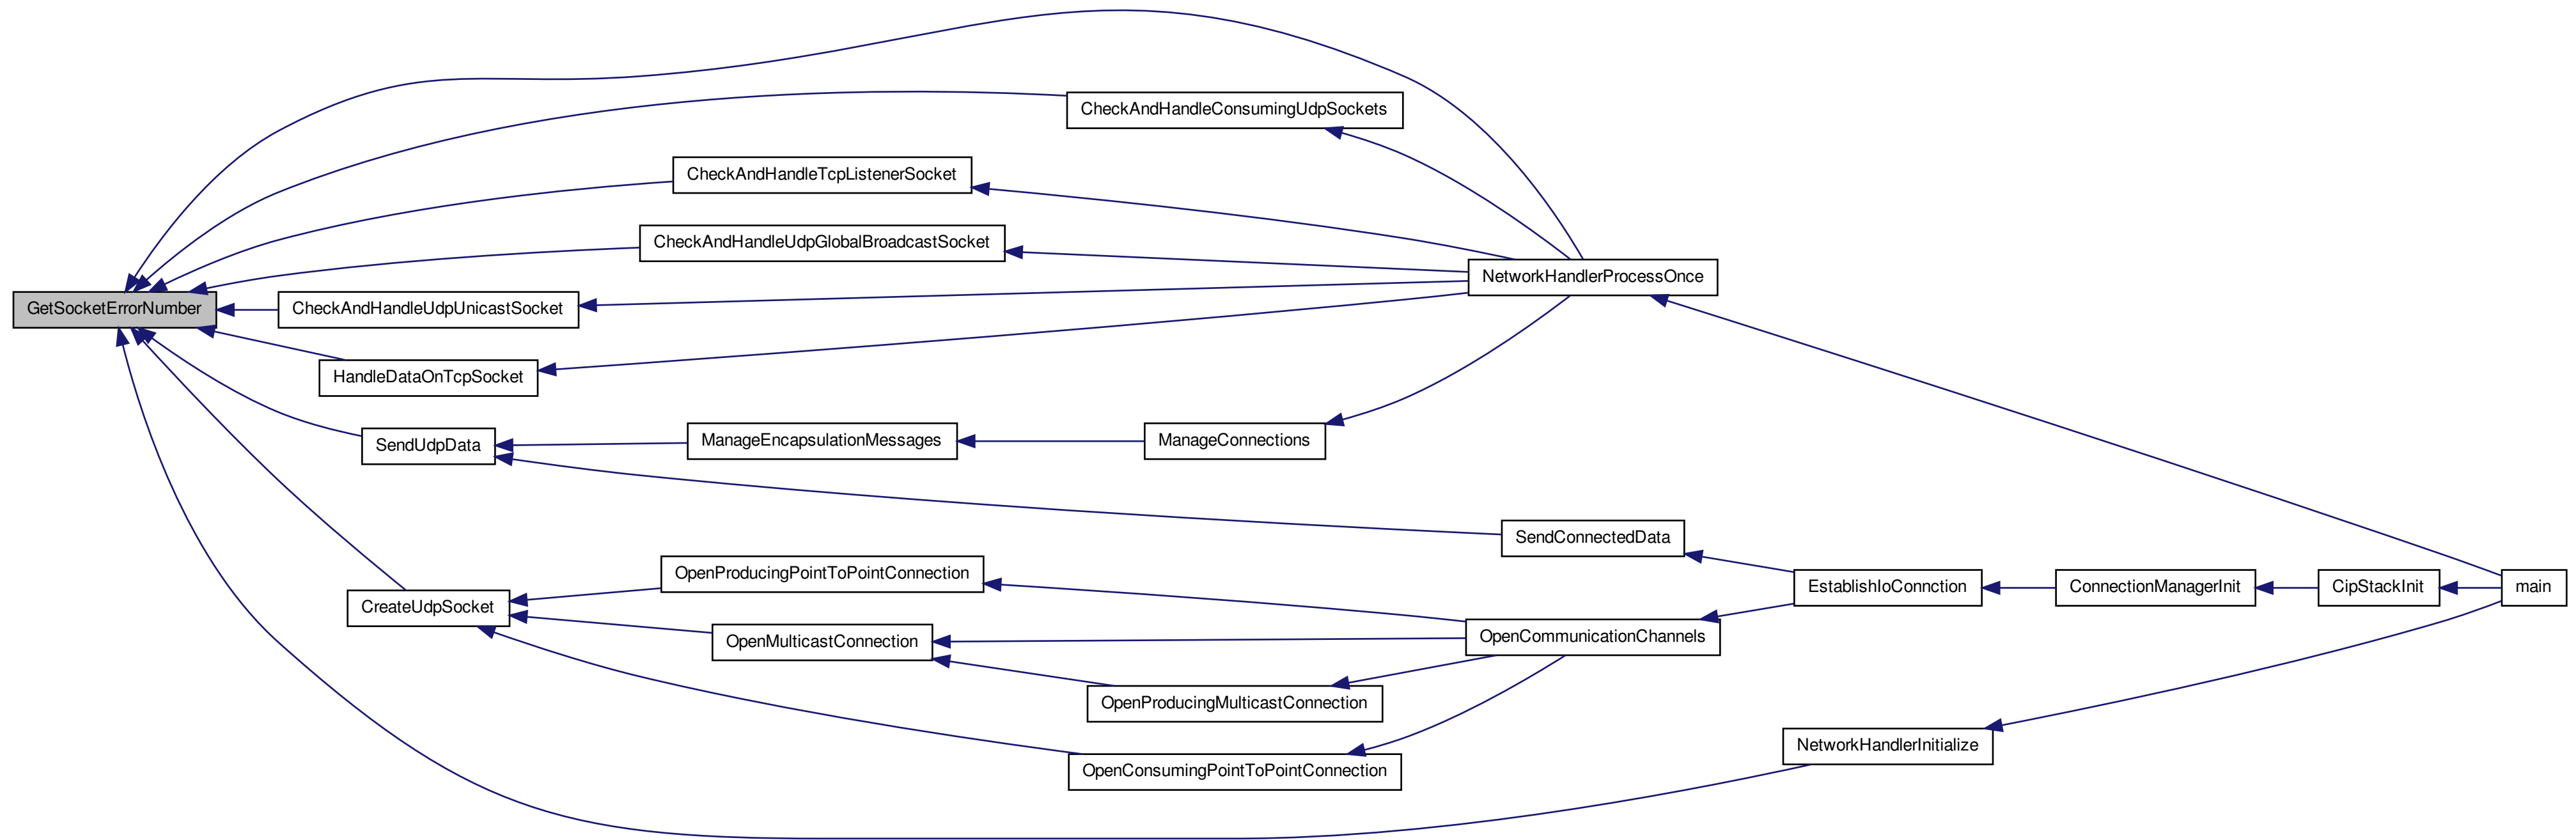 CheckAndHandleConsumingUdpSockets
CheckAndHandleTcpListenerSocket
CheckAndHandleUdpGlobalBroadcastSocket
NetworkHandlerProcessOnce
GetSocketErrorNumber
CheckAndHandleUdpUnicastSocket
HandleDataOnTcpSocket
SendUdpData
ManageEncapsulationMessages
ManageConnections
SendConnectedData
OpenProducingPointToPointConnection
EstablishIoConnction
ConnectionManagerInit
CipStackInit
main
CreateUdpSocket
OpenMulticastConnection
OpenCommunicationChannels
OpenProducingMulticastConnection
NetworkHandlerInitialize
OpenConsumingPointToPointConnection